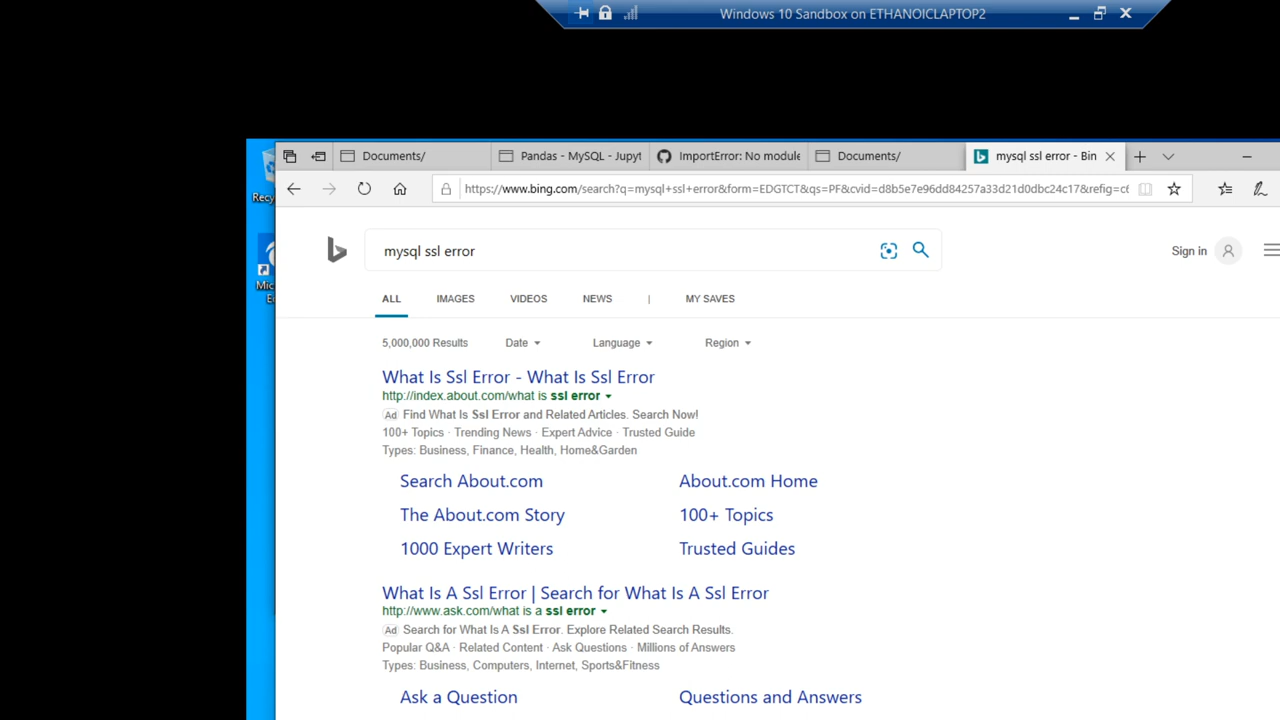 Windows 10 Sandbox on ETHANOICLAPTOP2
Documents/
Pandas - MySQL - Jupyt
ImportError: No module
Documents/
mysql ssl error - Bin
https://www.bing.com/search?q=mysql+ssl+error&form=EDGTCT&qs=PF&cvid=d8b5e7e96dd84257a33d21d0dbc24c17&refig=c6
Recy
mysql ssl error
Sign in
Mic
E
ALL IMAGES VIDEOS NEWS | MY SAVES
5,000,000 Results Date Language Region
What Is Ssl Error - What Is Ssl Error
http://index.about.com/what is ssl error
Ad Find What Is Ssl Error and Related Articles. Search Now!
100+ Topics · Trending News · Expert Advice · Trusted Guide
Types: Business, Finance, Health, Home&Garden
Search About.com About.com Home
The About.com Story 100+ Topics
1000 Expert Writers Trusted Guides
What Is A Ssl Error | Search for What Is A Ssl Error
http://www.ask.com/what is a ssl error
Ad Search for What Is A Ssl Error. Explore Related Search Results.
Popular Q&A · Related Content · Ask Questions · Millions of Answers
Types: Business, Computers, Internet, Sports&Fitness
Ask a Question Questions and Answers